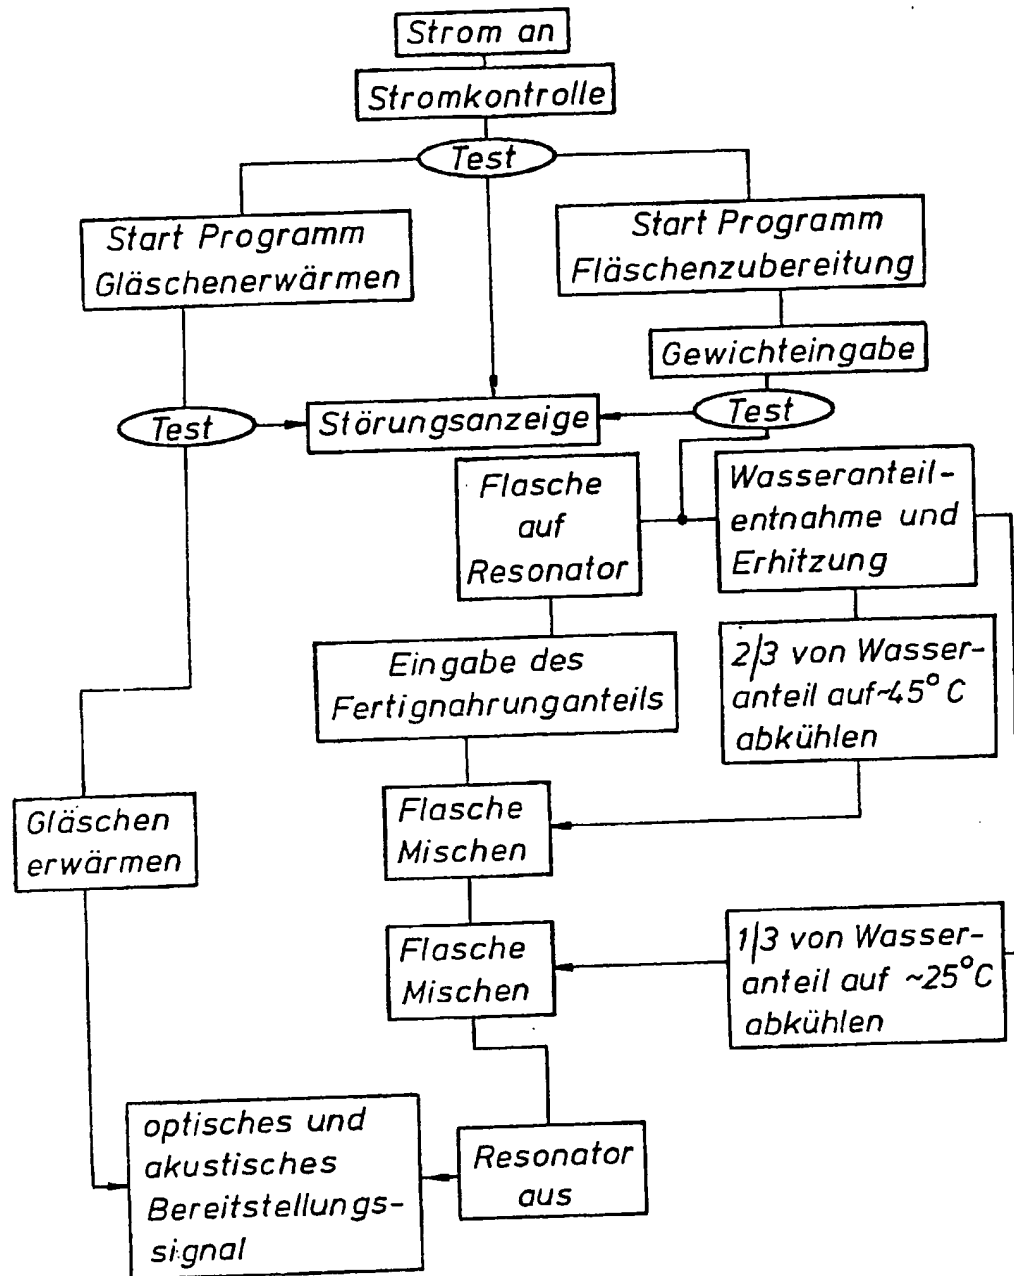 Strom an
Stromkontrolle
Test
Start Programm
Gläschenerwärmen
Start Programm
Fläschenzubereitung
Gewichteingabe
Test
Störungsanzeige
Test
Flasche
auf
Resonator
Wasseranteil-
entnahme und
Erhitzung
Eingabe des
Fertignahrunganteils
2/3 von Wasser-
anteil auf ~45°C
abkühlen
Gläschen
erwärmen
Flasche
Mischen
Flasche
Mischen
1/3 von Wasser-
anteil auf ~25°C
abkühlen
optisches und
akustisches
Bereitstellungs-
signal
Resonator
aus